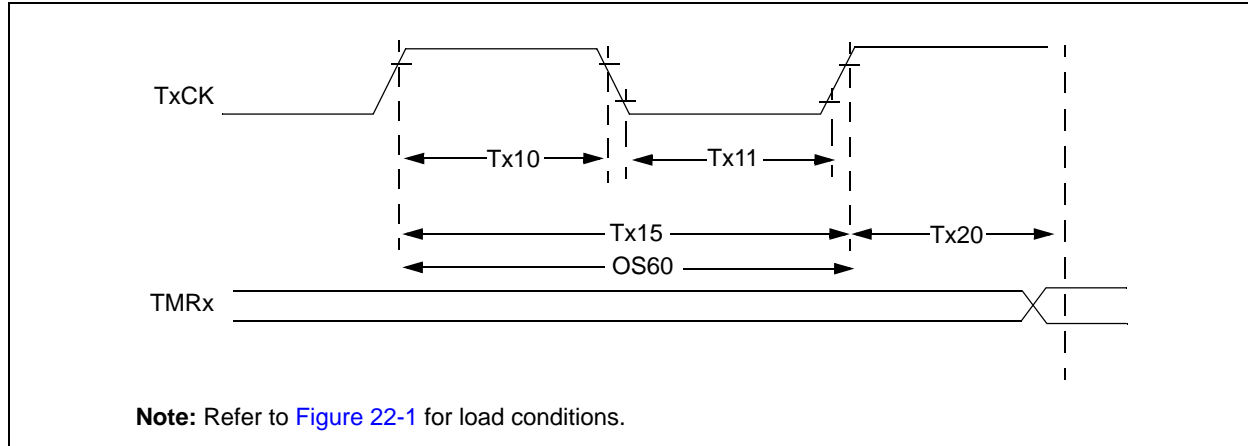 TxCK
Tx10
Tx11
Tx15
Tx20
OS60
TMRx
Note: Refer to Figure 22-1 for load conditions.